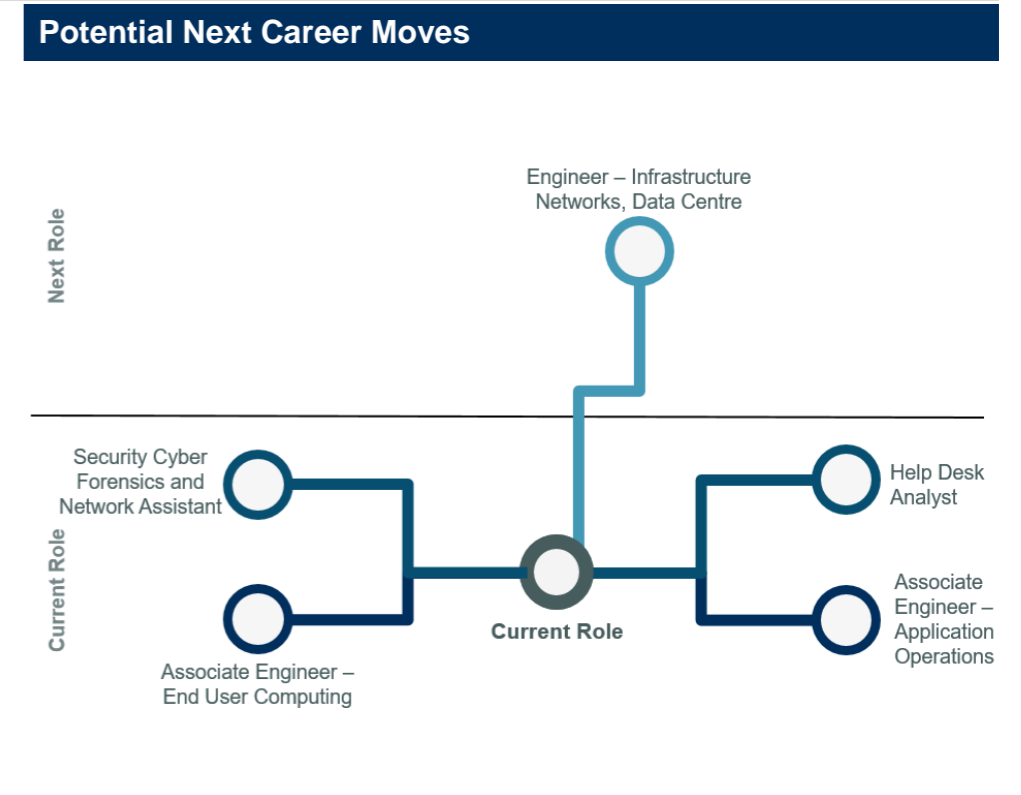 Potential Next Career Moves
Engineer – Infrastructure
Networks, Data Centre
Next Role
Security Cyber
Forensics and
Network Assistant
Help Desk
Analyst
Current Role
Current Role
Associate Engineer –
End User Computing
Associate
Engineer –
Application
Operations